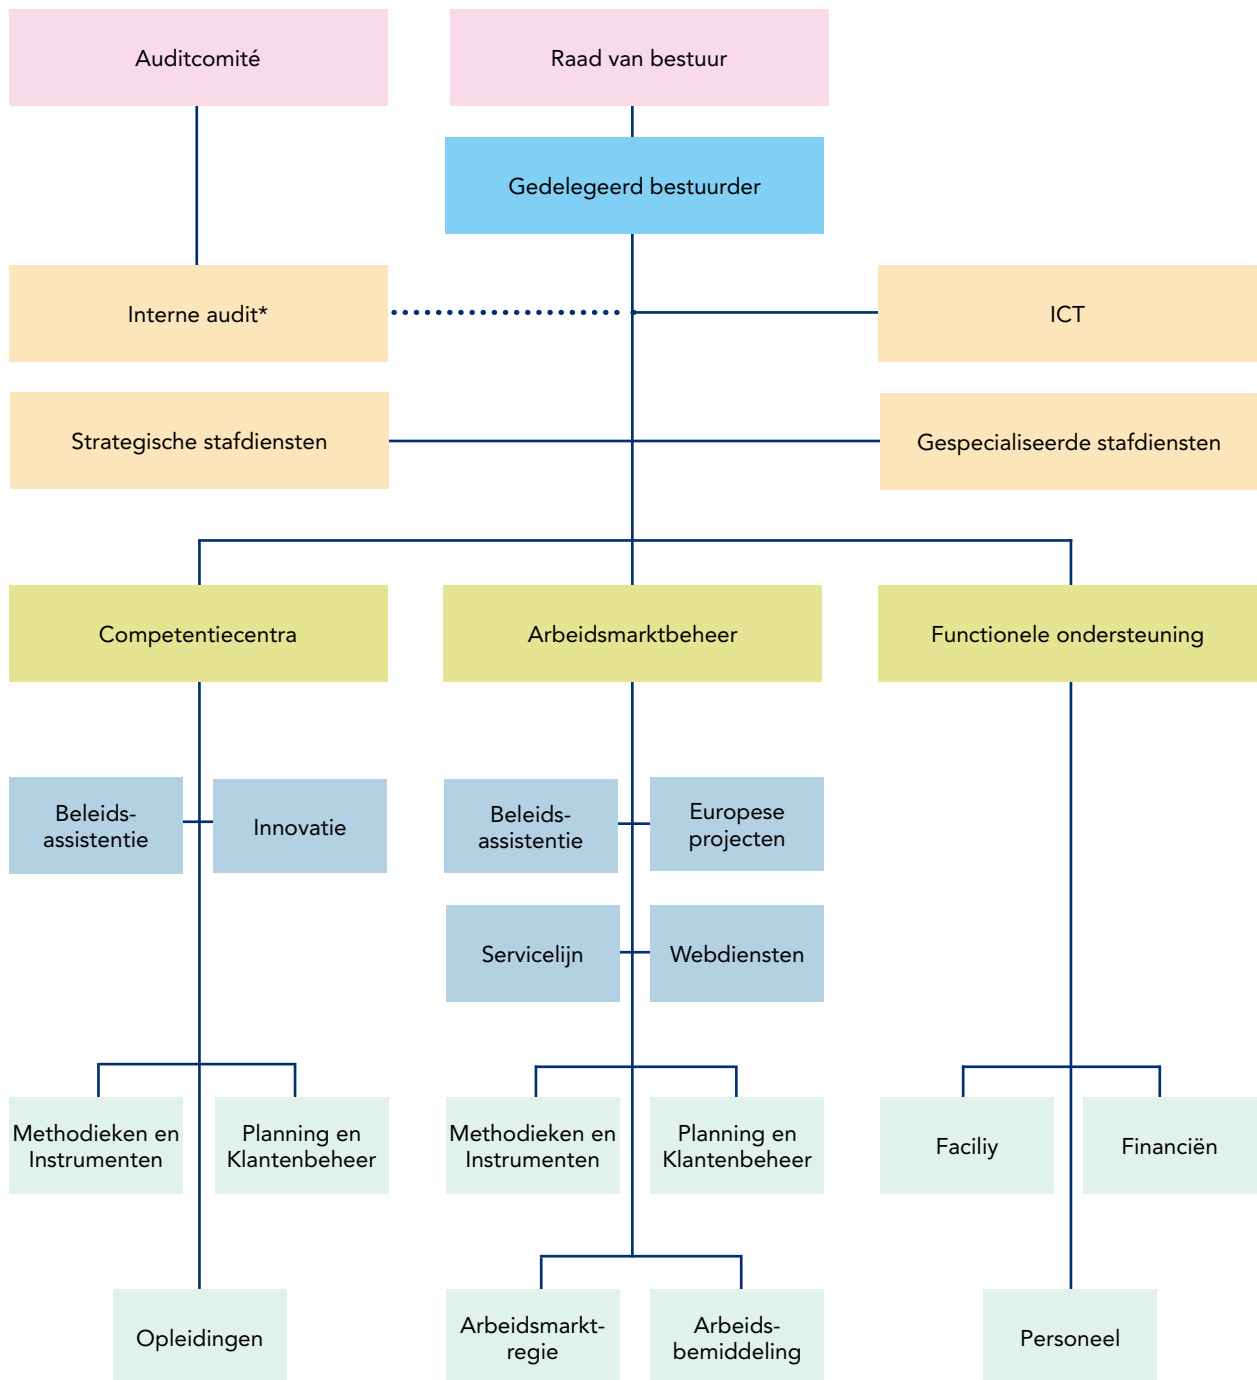 Auditcomité
Raad van bestuur
Gedelegeerd bestuurder
Interne audit*
ICT
Strategische stafdiensten
Gespecialiseerde stafdiensten
Competentiecentra
Arbeidsmarktbeheer
Functionele ondersteuning
Beleids-
assistentie
Innovatie
Beleids-
assistentie
Europese
projecten
Servicelijn
Webdiensten
Methodieken en
Instrumenten
Planning en
Klantenbeheer
Methodieken en
Instrumenten
Planning en
Klantenbeheer
Faciliy
Financiën
Opleidingen
Arbeidsmarkt-
regie
Arbeids-
bemiddeling
Personeel